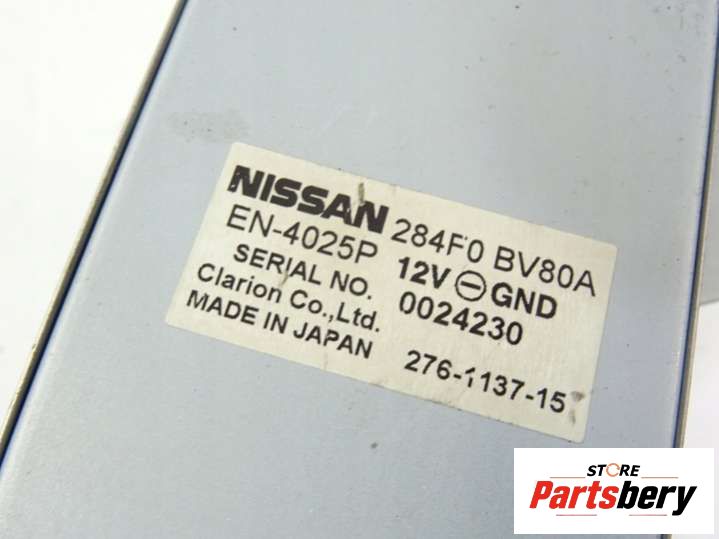 NISSAN 284F0 BV80A
EN-4025P 12V ⊖ GND
SERIAL NO. 0024230
Clarion Co.,Ltd.
MADE IN JAPAN 276-1137-15
STORE
Partsbery